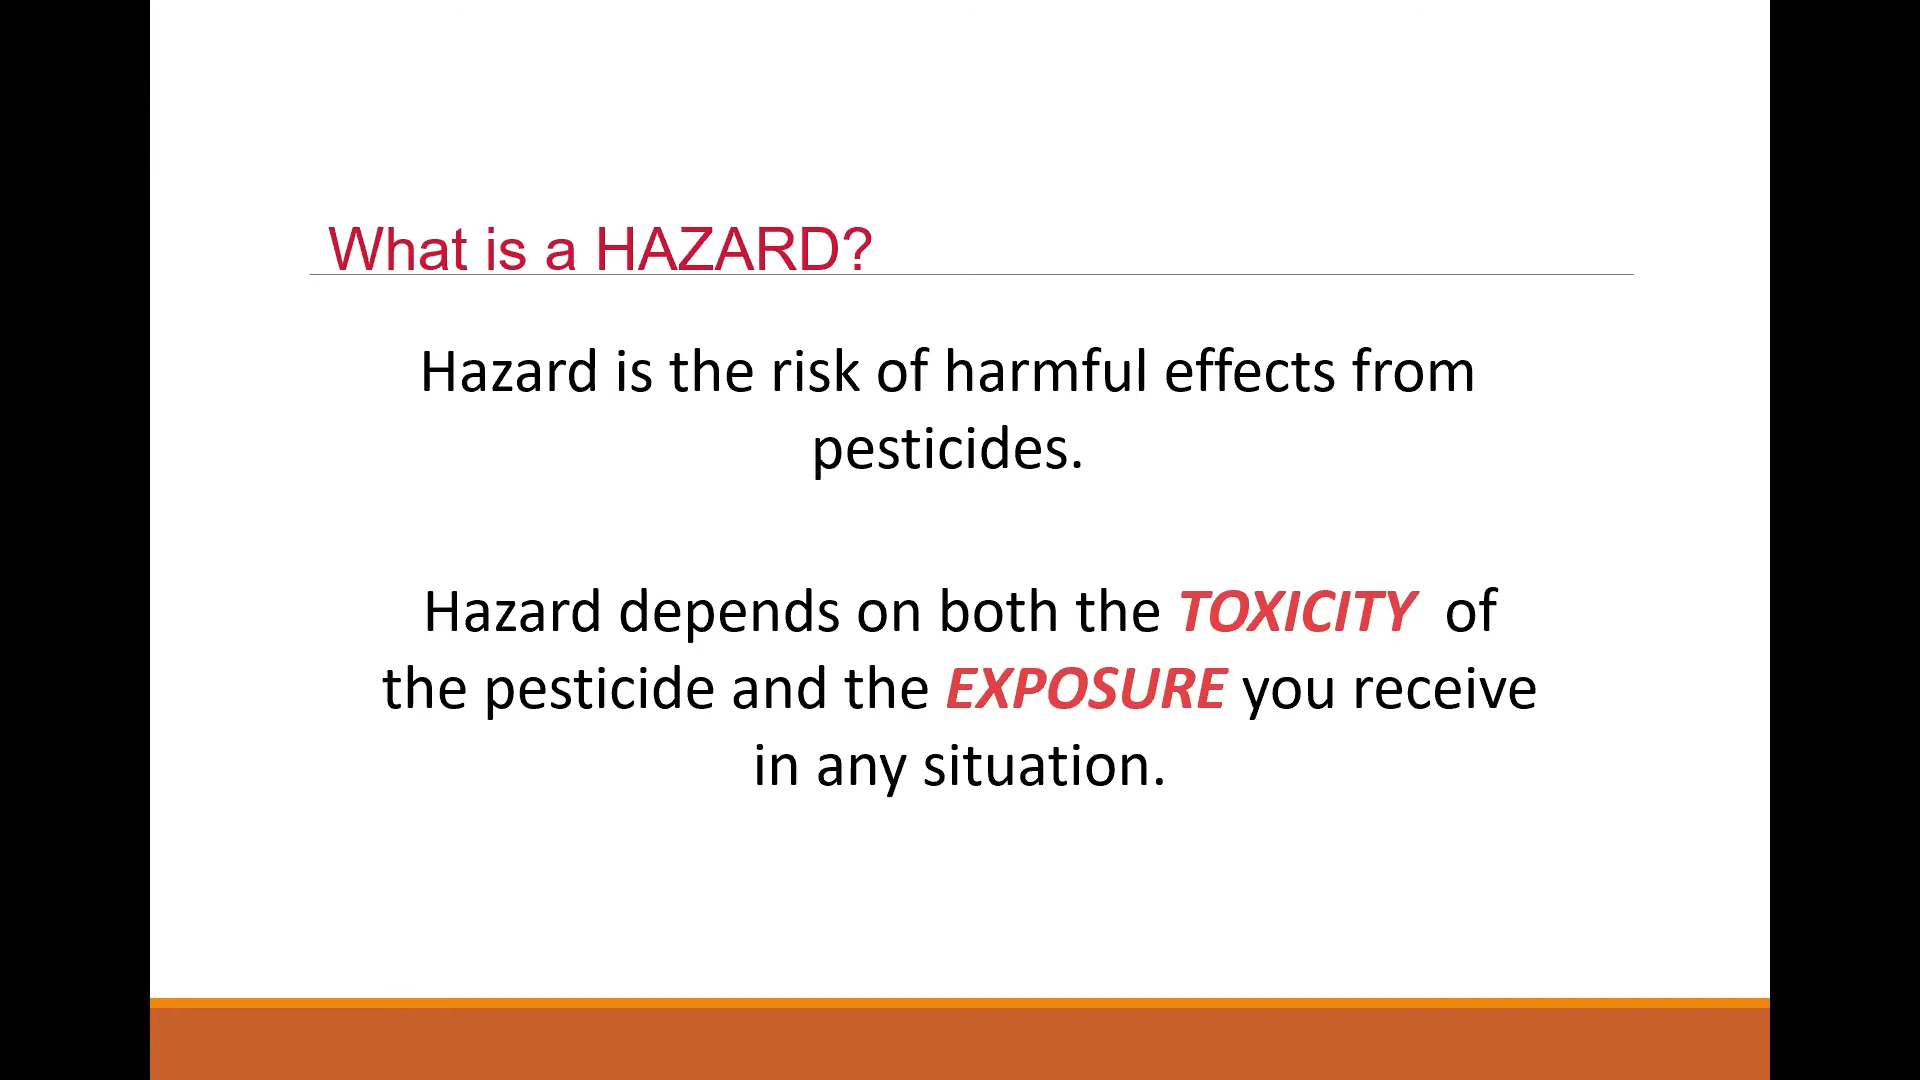 What is a HAZARD?
Hazard is the risk of harmful effects from
pesticides.
Hazard depends on both the TOXICITY of
the pesticide and the EXPOSURE you receive
in any situation.